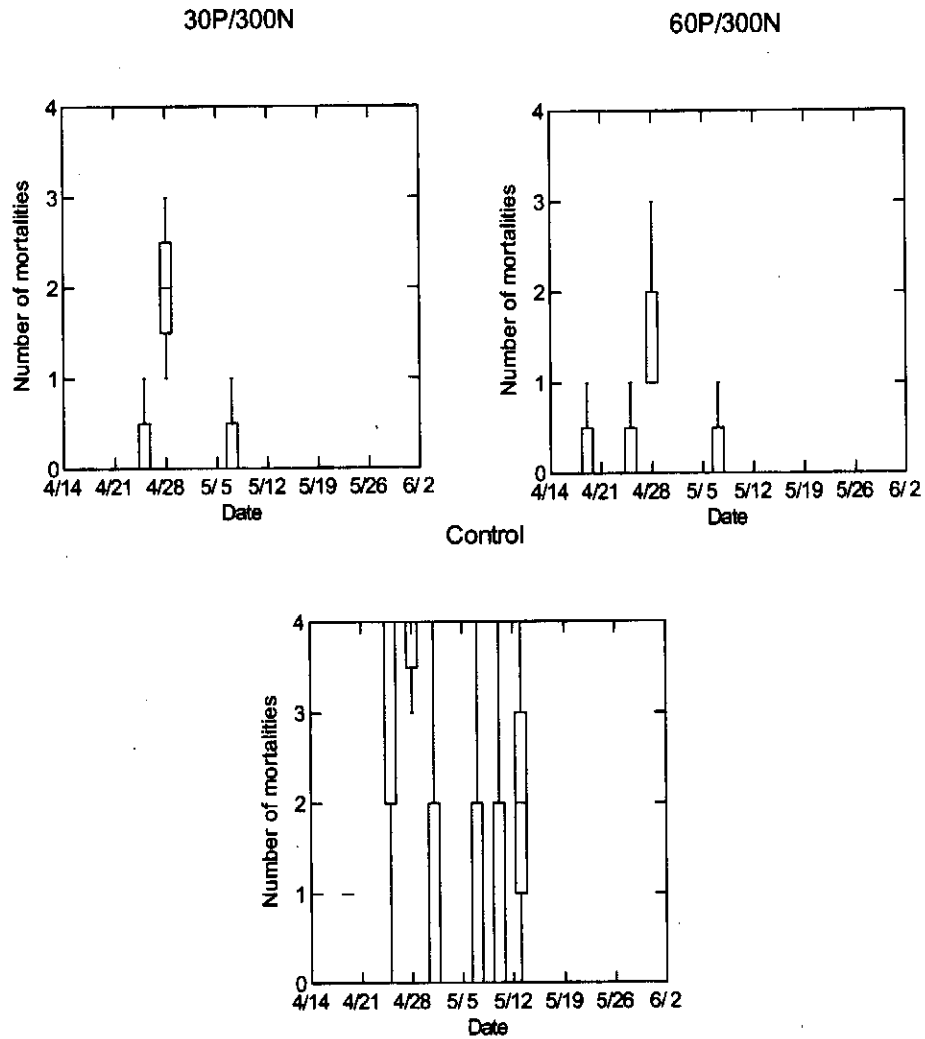 30P/300N
60P/300N
Number of mortalities
4
3
2
1
0
4/14 4/21 4/28 5/5 5/12 5/19 5/26 6/2
Date
Number of mortalities
4
3
2
1
0
4/14 4/21 4/28 5/5 5/12 5/19 5/26 6/2
Date
Control
Number of mortalities
4
3
2
1
0
4/14 4/21 4/28 5/5 5/12 5/19 5/26 6/2
Date